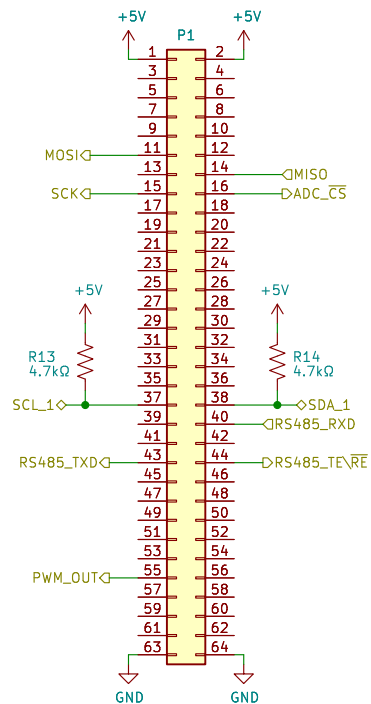 +5V +5V
P1
1 2
3 4
5 6
7 8
9 10
MOSI 11 12
13 14 MISO
SCK 15 16 ADC_CS
17 18
19 20
21 22
23 24
25 26
+5V 27 28 +5V
29 30
31 32
R13 33 34 R14
4.7kΩ 35 36 4.7kΩ
SCL_1 37 38 SDA_1
39 40 RS485_RXD
41 42
RS485_TXD 43 44 RS485_TE\RE
45 46
47 48
49 50
51 52
53 54
PWM_OUT 55 56
57 58
59 60
61 62
63 64
GND GND